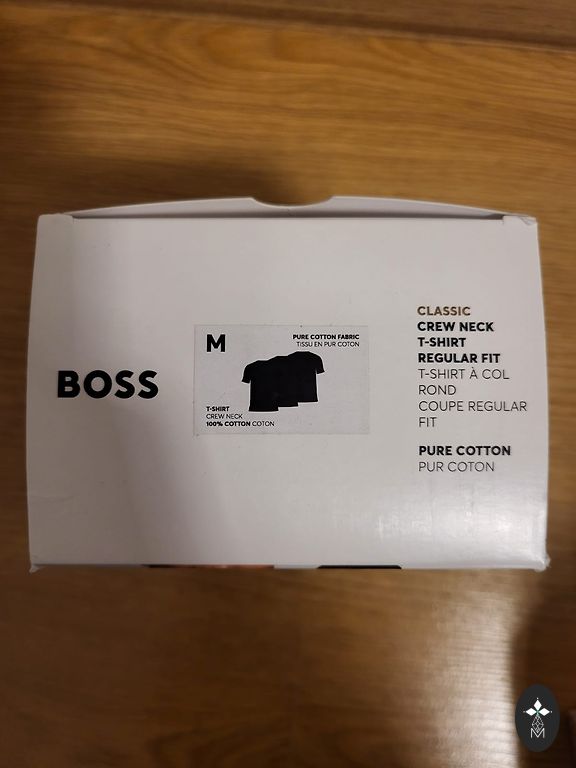 BOSS
M
PURE COTTON FABRIC
TISSU EN PUR COTON
T-SHIRT
CREW NECK
100% COTTON COTON
CLASSIC
CREW NECK
T-SHIRT
REGULAR FIT
T-SHIRT À COL
ROND
COUPE REGULAR
FIT
PURE COTTON
PUR COTON
M